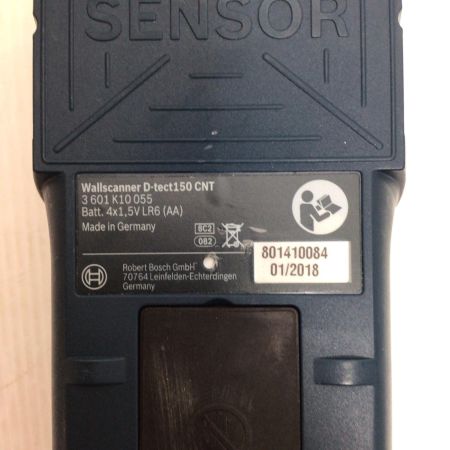 SENSOR
Wallscanner D-tect150 CNT
3 601 K10 055
Batt. 4x1,5V LR6 (AA)
Made in Germany
8C2
082
801410084
01/2018
Robert Bosch GmbH
70764 Leinfelden-Echterdingen
Germany